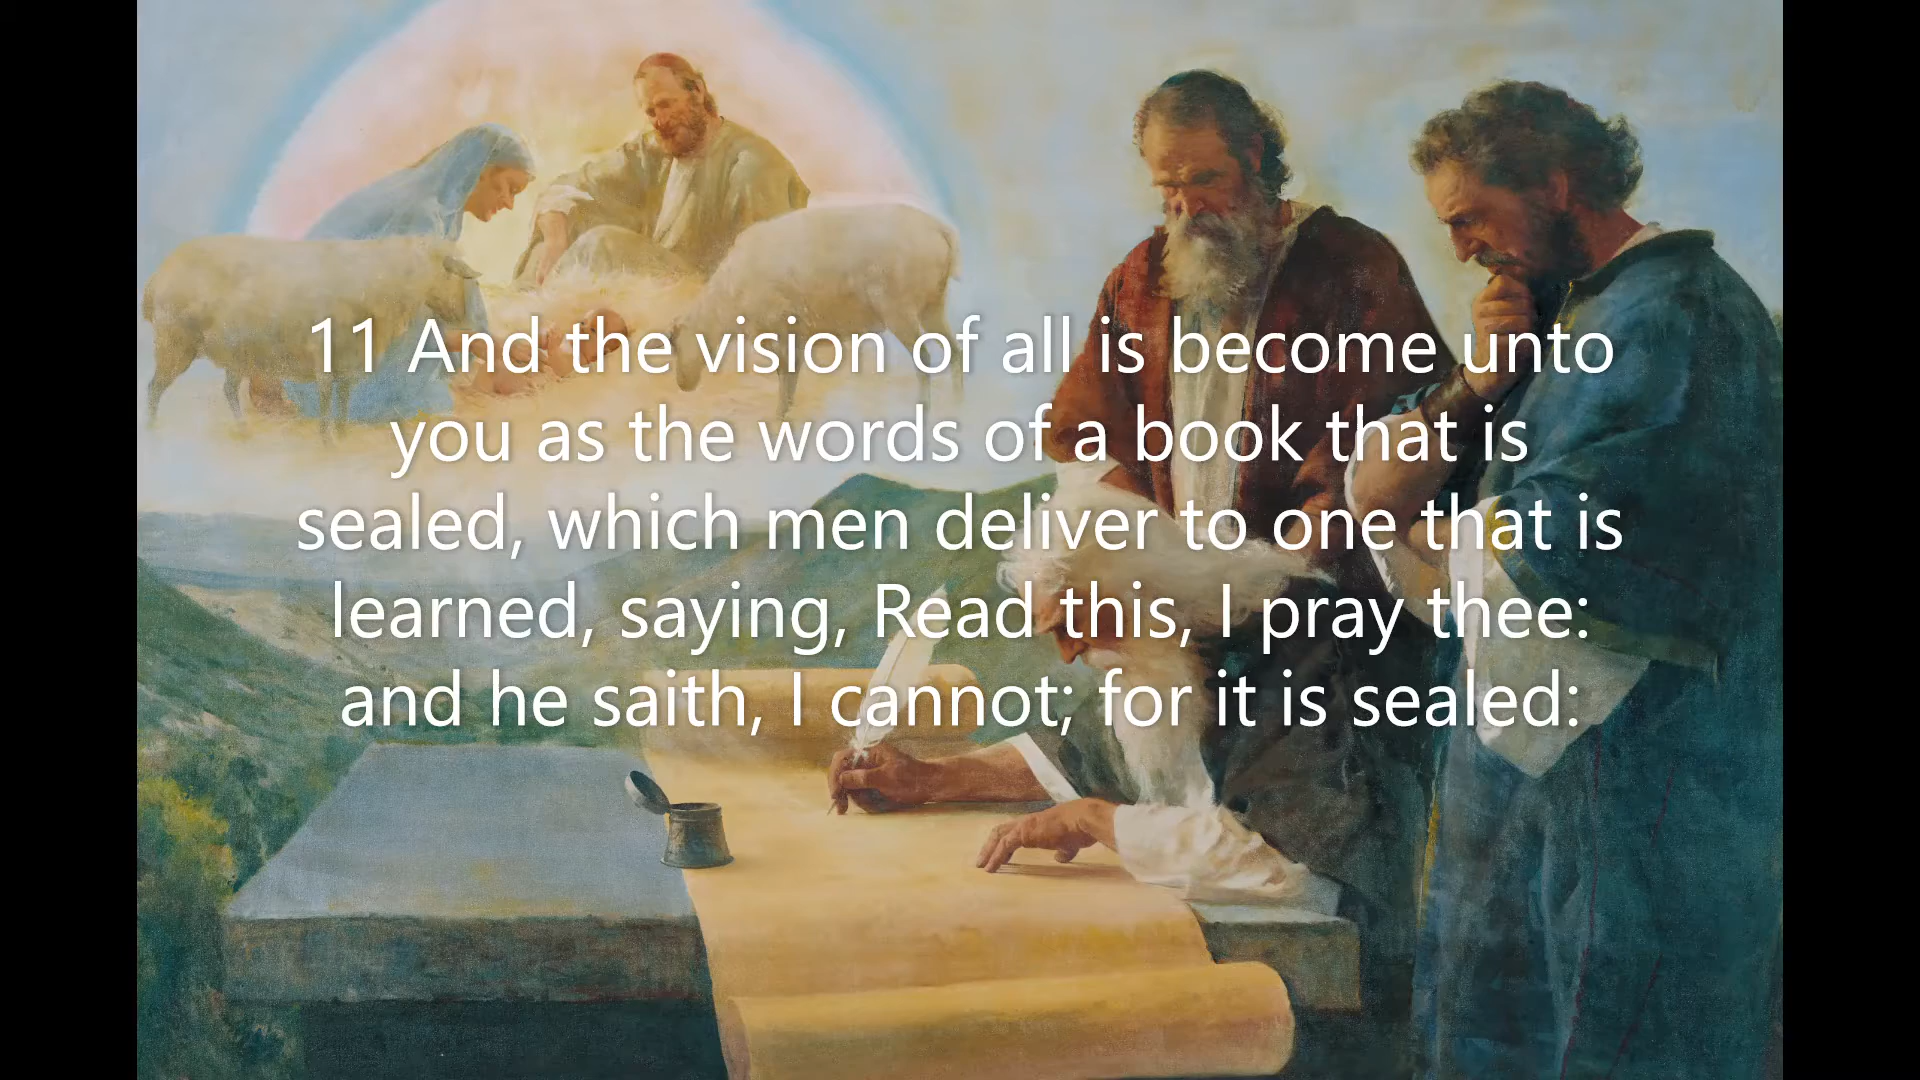 11 And the vision of all is become unto
you as the words of a book that is
sealed, which men deliver to one that is
learned, saying, Read this, I pray thee:
and he saith, I cannot; for it is sealed: